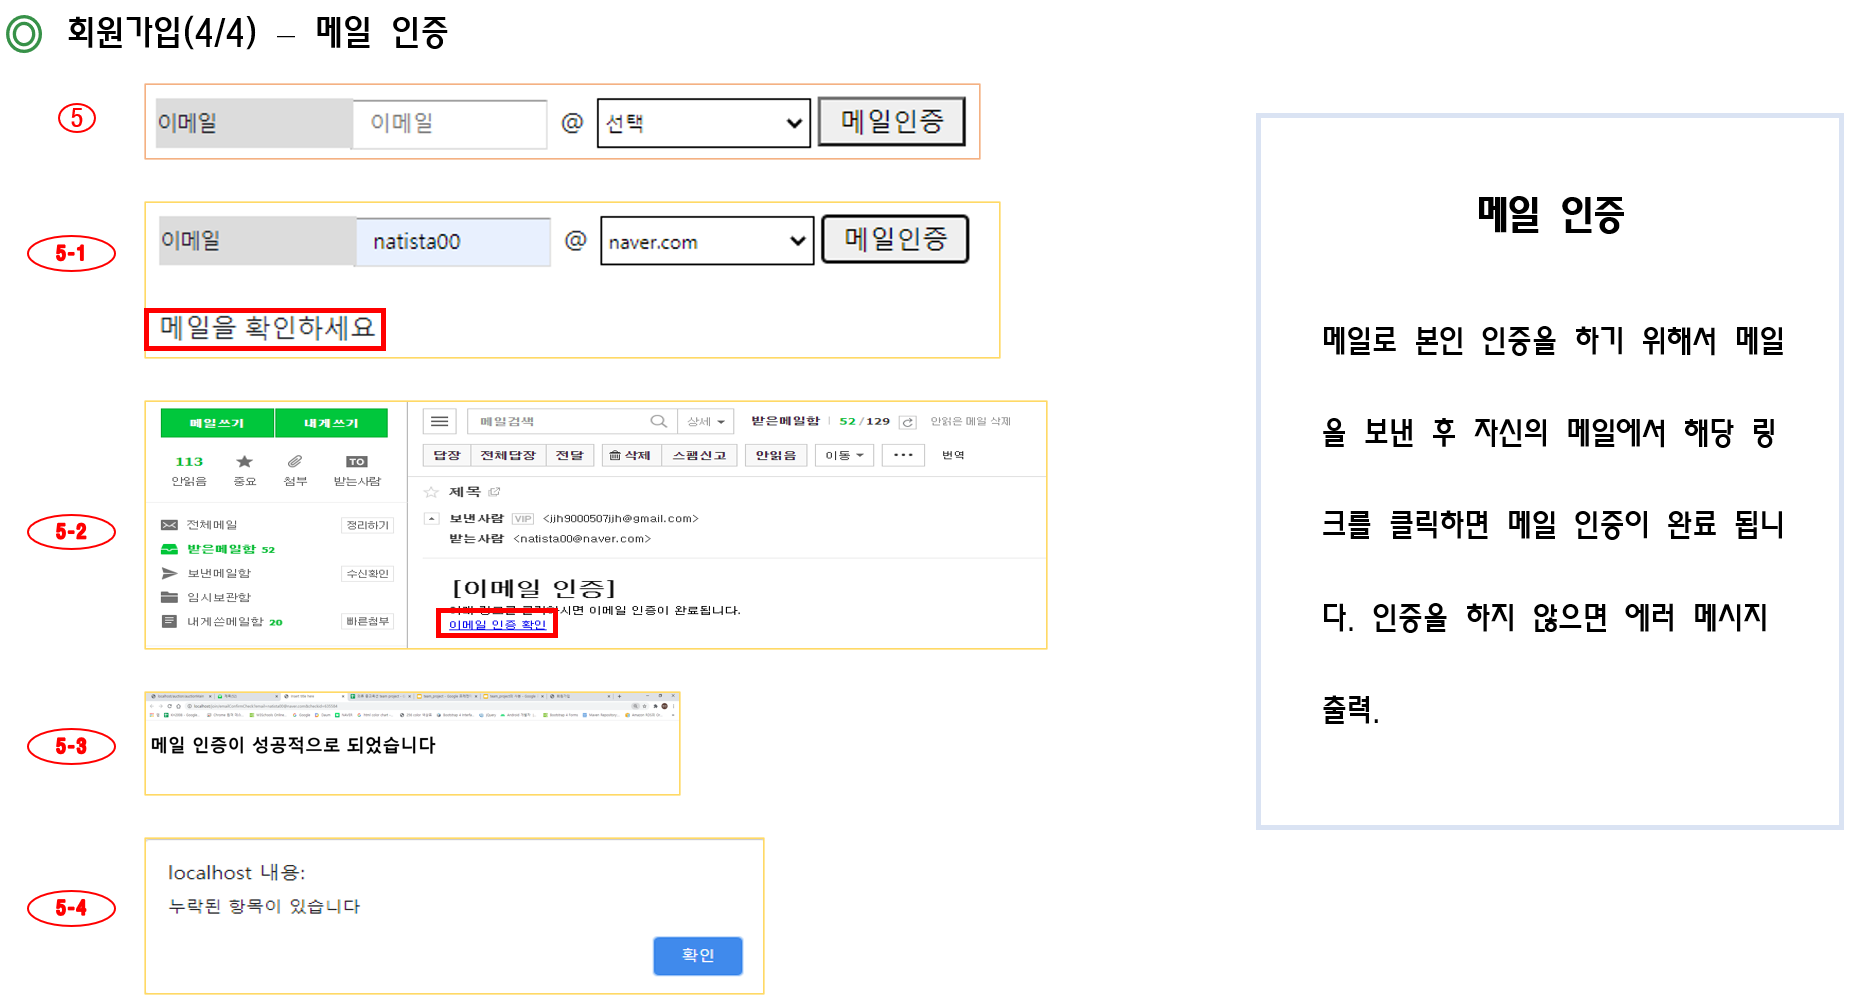 회원가입(4/4) – 메일 인증
5
이메일 이메일 @ 선택 메일인증
5-1
이메일 natista00 @ naver.com 메일인증
메일을 확인하세요
5-2
메일쓰기 내게쓰기
113 TO
안읽음 중요 첨부 받는사람
전체메일 정리하기
받은메일함 52
보낸메일함 수신확인
임시보관함
내게쓴메일함 20 빠른첨부
메일검색 상세 받은메일함 52/129 안읽은 메일 삭제
답장 전체답장 전달 삭제 스팸신고 안읽음 이동 ··· 번역
제목
보낸사람 VIP <jjh9000507jjh@gmail.com>
받는사람 <natista00@naver.com>
[이메일 인증]
시면 이메일 인증이 완료됩니다.
이메일 인증 확인
5-3
메일 인증이 성공적으로 되었습니다
5-4
localhost 내용:
누락된 항목이 있습니다
확인
메일 인증
메일로 본인 인증을 하기 위해서 메일
을 보낸 후 자신의 메일에서 해당 링
크를 클릭하면 메일 인증이 완료 됩니
다. 인증을 하지 않으면 에러 메시지
출력.